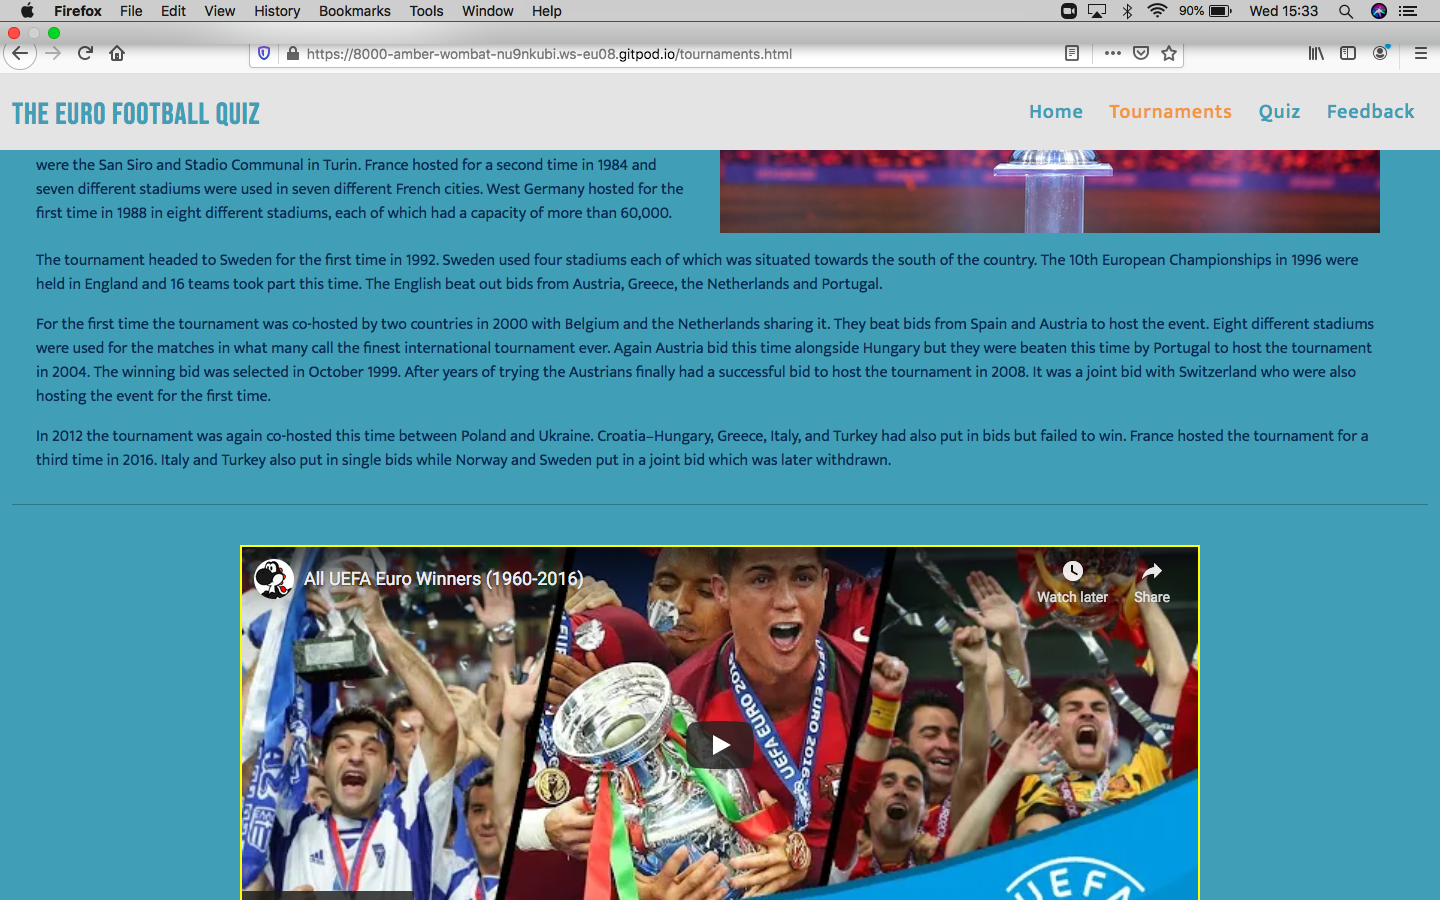 Firefox File Edit View History Bookmarks Tools Window Help 90% Wed 15:33
https://8000-amber-wombat-nu9nkubi.ws-eu08.gitpod.io/tournaments.html
THE EURO FOOTBALL QUIZ
Home Tournaments Quiz Feedback
were the San Siro and Stadio Communal in Turin. France hosted for a second time in 1984 and
seven different stadiums were used in seven different French cities. West Germany hosted for the
first time in 1988 in eight different stadiums, each of which had a capacity of more than 60,000.
The tournament headed to Sweden for the first time in 1992. Sweden used four stadiums each of which was situated towards the south of the country. The 10th European Championships in 1996 were
held in England and 16 teams took part this time. The English beat out bids from Austria, Greece, the Netherlands and Portugal.
For the first time the tournament was co-hosted by two countries in 2000 with Belgium and the Netherlands sharing it. They beat bids from Spain and Austria to host the event. Eight different stadiums
were used for the matches in what many call the finest international tournament ever. Again Austria bid this time alongside Hungary but they were beaten this time by Portugal to host the tournament
in 2004. The winning bid was selected in October 1999. After years of trying the Austrians finally had a successful bid to host the tournament in 2008. It was a joint bid with Switzerland who were also
hosting the event for the first time.
In 2012 the tournament was again co-hosted this time between Poland and Ukraine. Croatia–Hungary, Greece, Italy, and Turkey had also put in bids but failed to win. France hosted the tournament for a
third time in 2016. Italy and Turkey also put in single bids while Norway and Sweden put in a joint bid which was later withdrawn.
All UEFA Euro Winners (1960-2016)
Watch later Share
UEFA EURO 2016
UEFA EURO 2016
UEFA